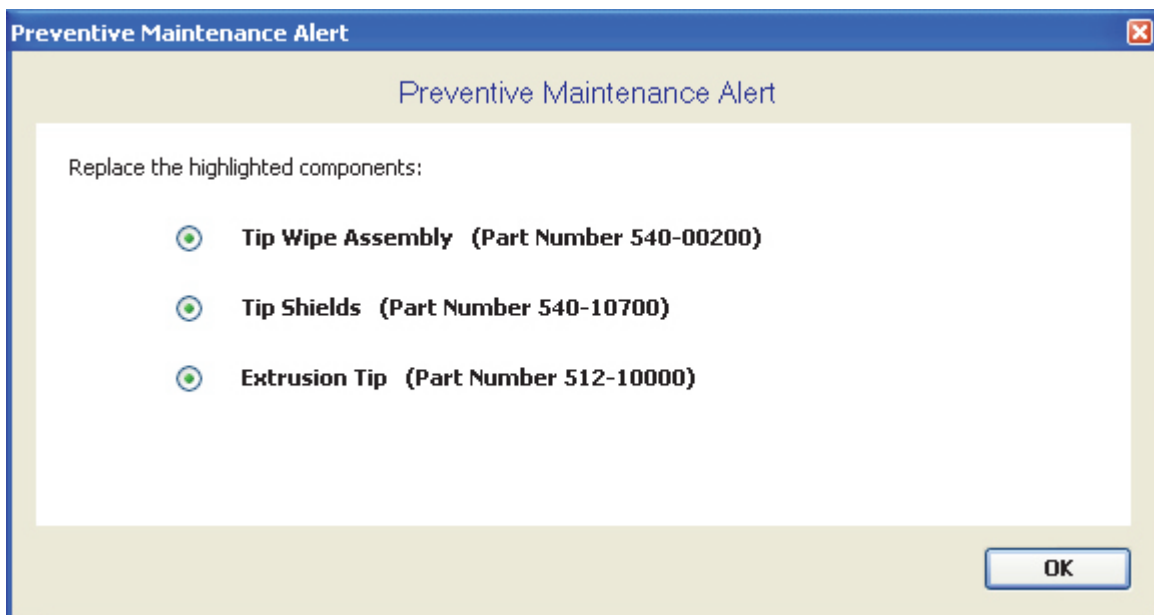 Preventive Maintenance Alert
Preventive Maintenance Alert
Replace the highlighted components:
Tip Wipe Assembly (Part Number 540-00200)
Tip Shields (Part Number 540-10700)
Extrusion Tip (Part Number 512-10000)
OK